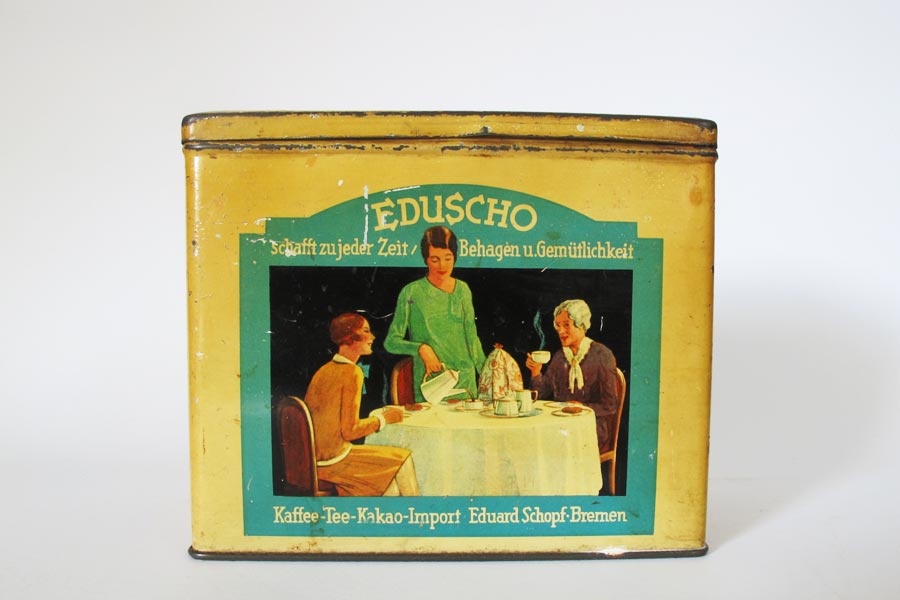 EDUSCHO
schafft zu jeder Zeit, Behagen u. Gemütlichkeit
Kaffee-Tee-Kakao-Import Eduard Schopf-Bremen